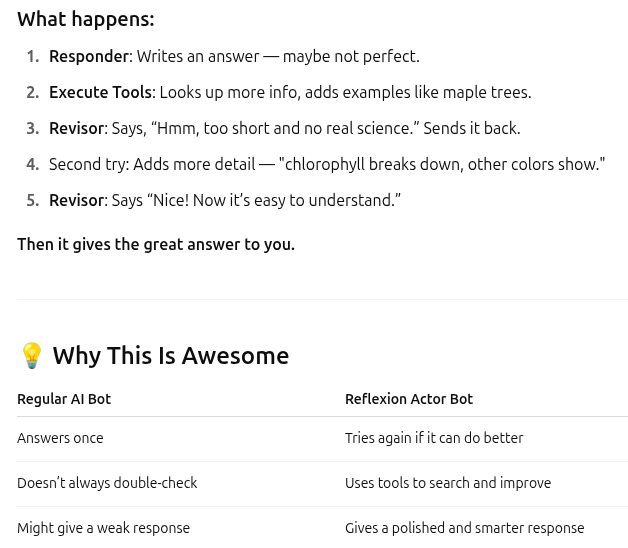 What happens:
1. Responder: Writes an answer — maybe not perfect.
2. Execute Tools: Looks up more info, adds examples like maple trees.
3. Revisor: Says, “Hmm, too short and no real science.” Sends it back.
4. Second try: Adds more detail — "chlorophyll breaks down, other colors show."
5. Revisor: Says “Nice! Now it’s easy to understand.”
Then it gives the great answer to you.
💡 Why This Is Awesome
Regular AI Bot Reflexion Actor Bot
Answers once Tries again if it can do better
Doesn’t always double-check Uses tools to search and improve
Might give a weak response Gives a polished and smarter response